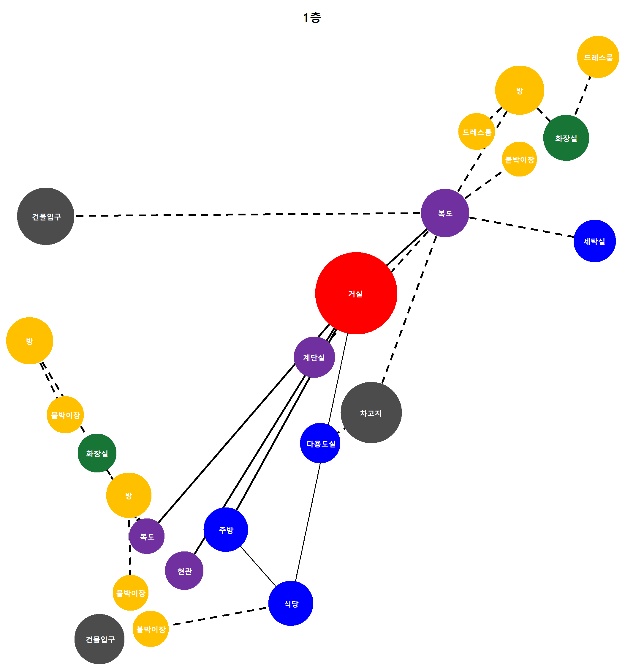 1층
드레스룸
방
드레스룸
화장실
붙박이장
복도
건물입구
세탁실
거실
방
계단실
붙박이장
차고지
다용도실
화장실
방
주방
복도
현관
붙박이장
식당
붙박이장
건물입구